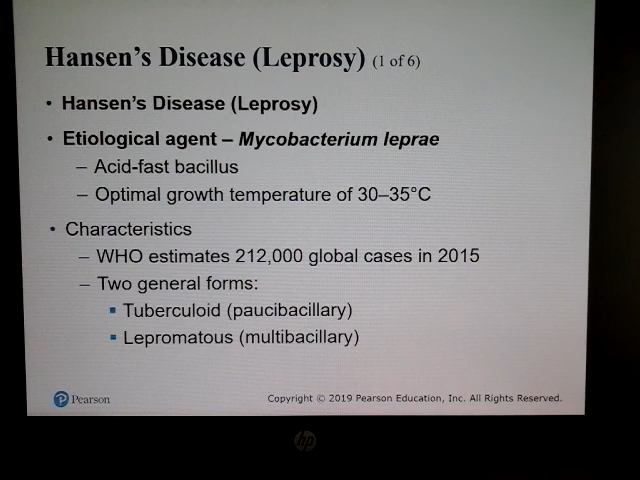 Hansen's Disease (Leprosy) (1 of 6)
• Hansen's Disease (Leprosy)
• Etiological agent – Mycobacterium leprae
– Acid-fast bacillus
– Optimal growth temperature of 30–35°C
• Characteristics
– WHO estimates 212,000 global cases in 2015
– Two general forms:
▪ Tuberculoid (paucibacillary)
▪ Lepromatous (multibacillary)
P Pearson
Copyright © 2019 Pearson Education, Inc. All Rights Reserved.
hp